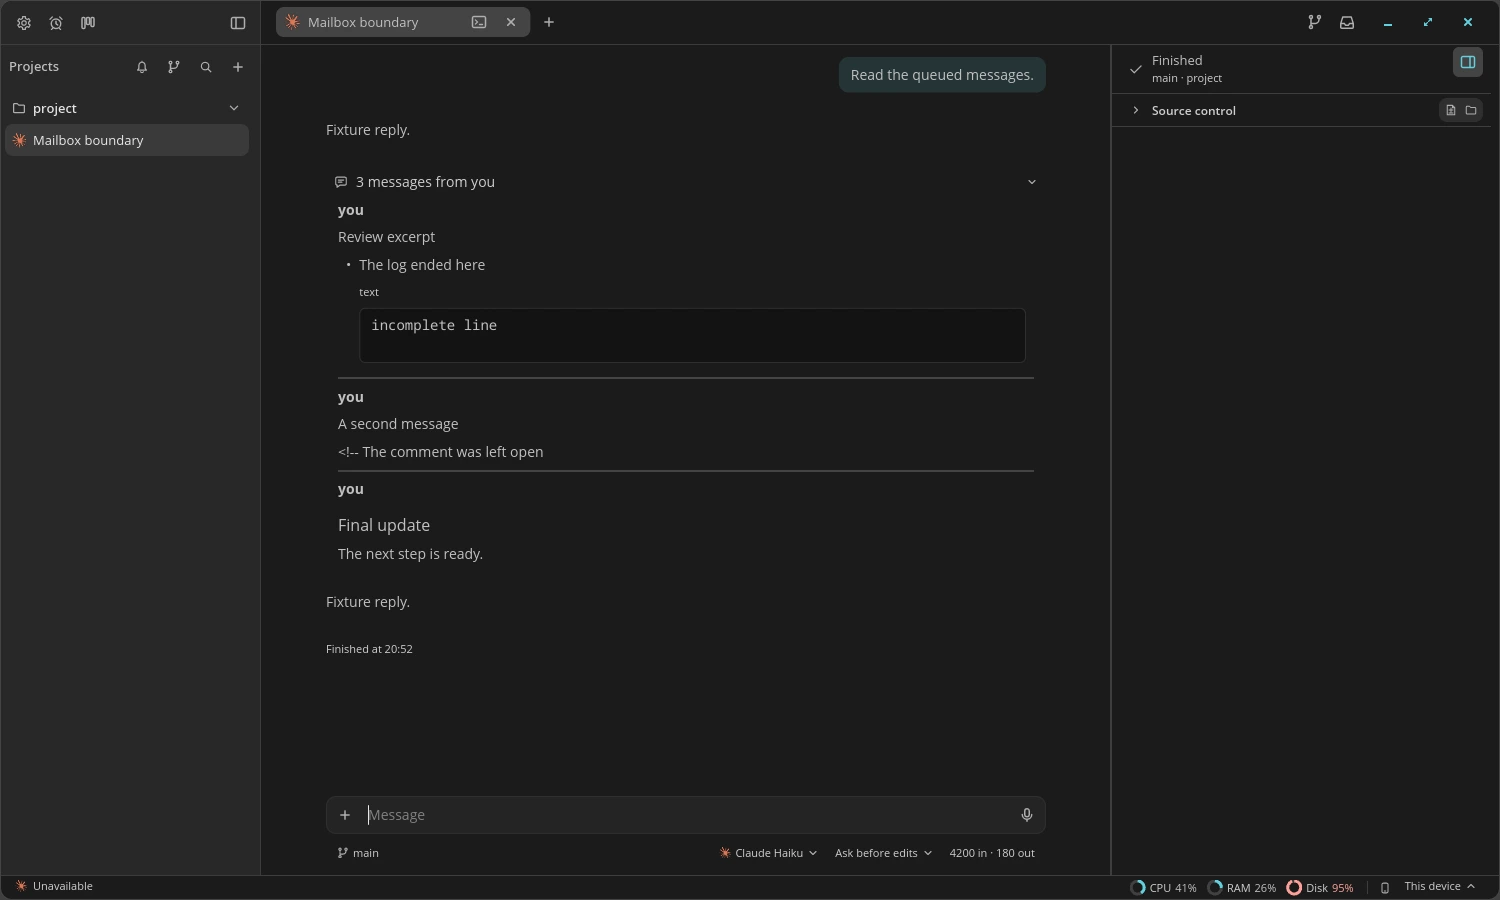 Mailbox boundary
Projects
project
Mailbox boundary
Read the queued messages.
Fixture reply.
3 messages from you
you
Review excerpt
• The log ended here
text
incomplete line
you
A second message
<!-- The comment was left open
you
Final update
The next step is ready.
Fixture reply.
Finished at 20:52
Message
main
Claude Haiku
Ask before edits
4200 in · 180 out
Finished
main · project
Source control
Unavailable
CPU 41%
RAM 26%
Disk 95%
This device